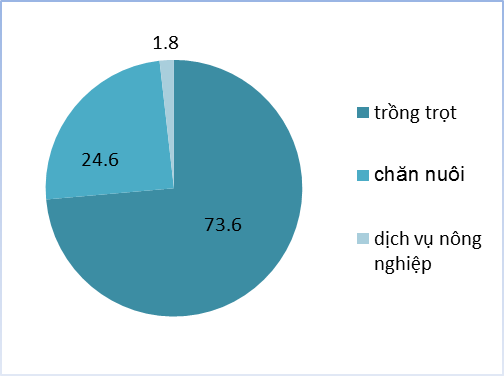 1.8
24.6
73.6
trồng trọt
chăn nuôi
dịch vụ nông
nghiệp